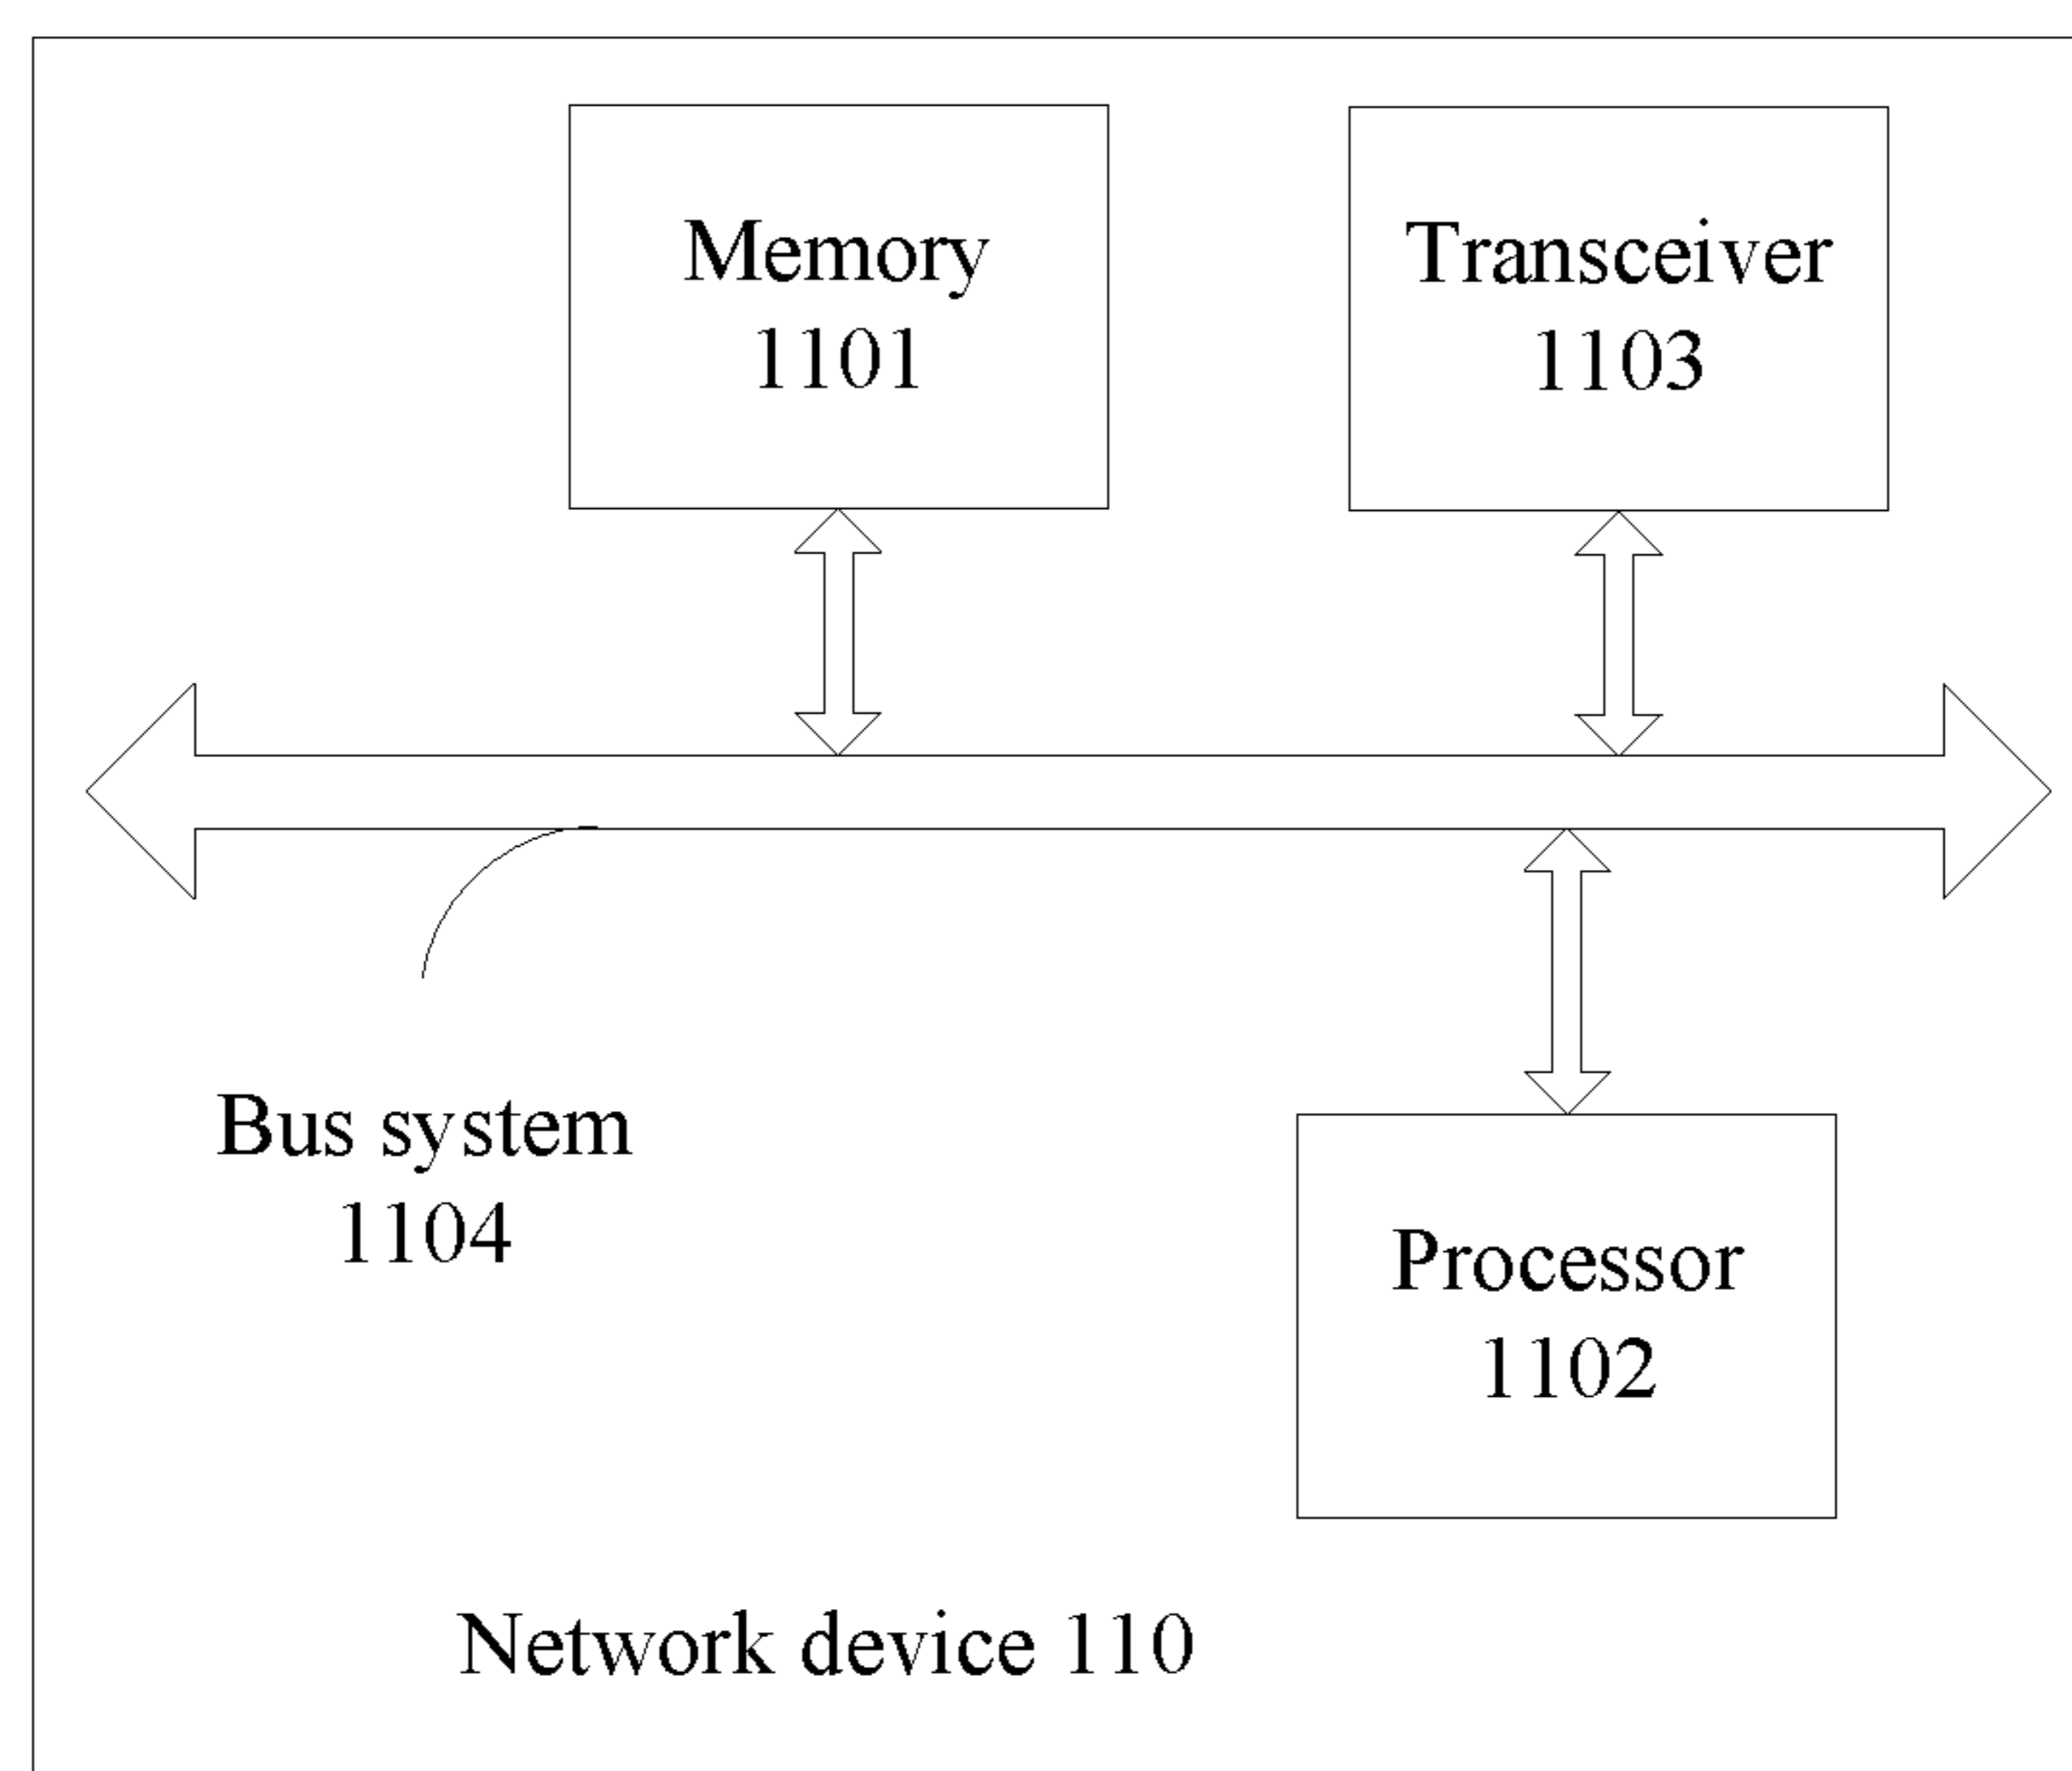 Memory
1101
Transceiver
1103
Bus system
1104
Processor
1102
Network device 110